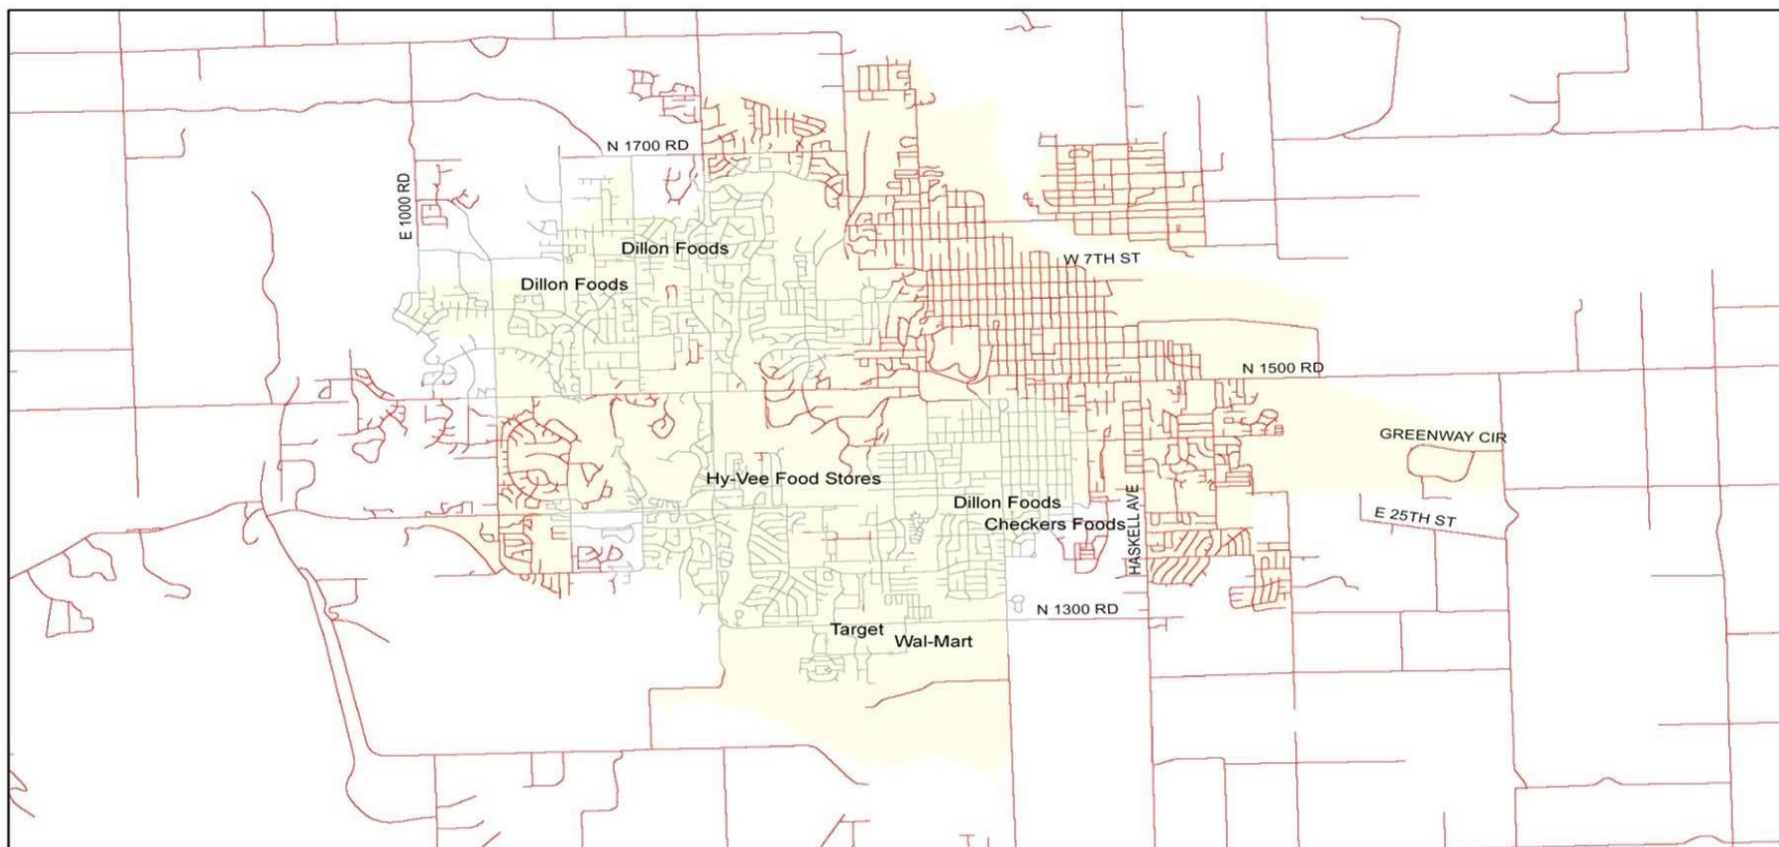 N 1700 RD
E 1000 RD
Dillon Foods
W 7TH ST
Dillon Foods
N 1500 RD
GREENWAY CIR
Hy-Vee Food Stores
Dillon Foods
Checkers Foods
HASKELL AVE
E 25TH ST
N 1300 RD
Target
Wal-Mart